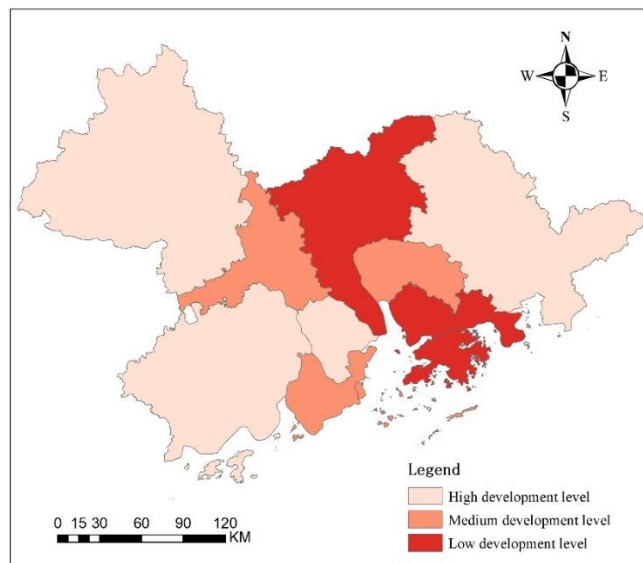 N
W E
S
Legend
High development level
Medium development level
Low development level
0 15 30 60 90 120
KM